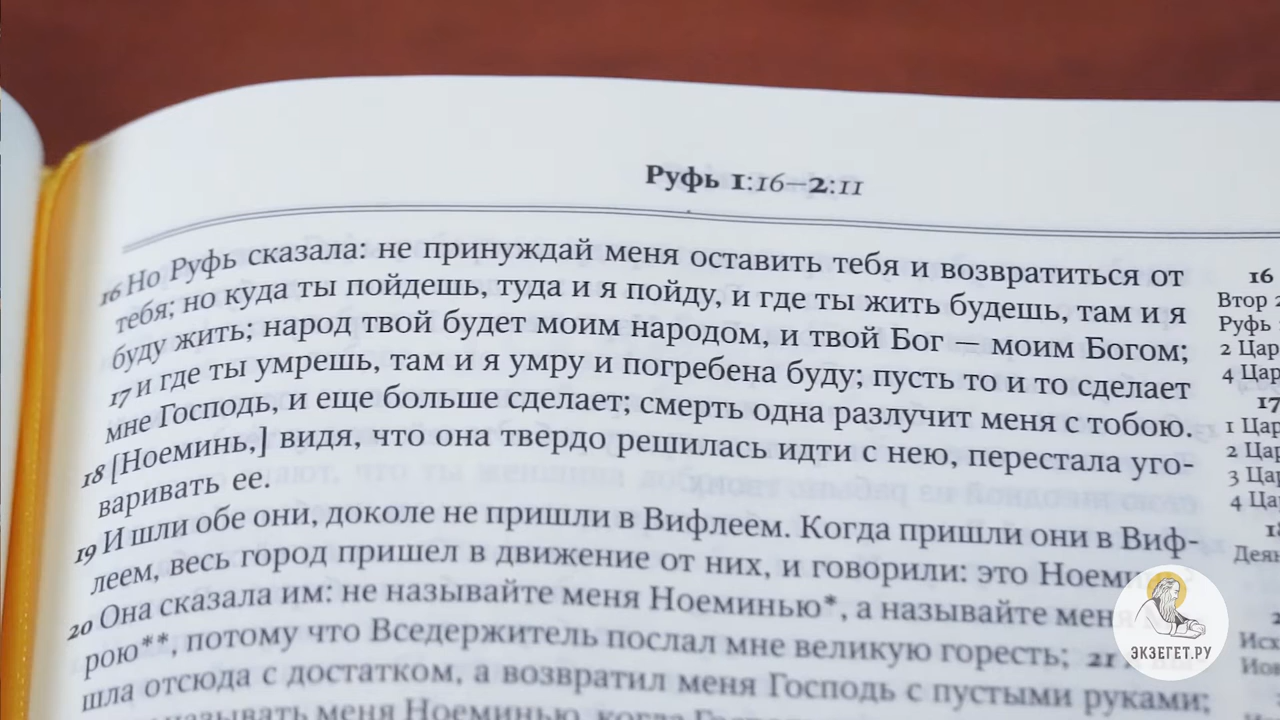 Руфь 1:16—2:11
16 Но Руфь сказала: не принуждай меня оставить тебя и возвратиться от
тебя; но куда ты пойдешь, туда и я пойду, и где ты жить будешь, там и я
буду жить; народ твой будет моим народом, и твой Бог — моим Богом;
17 и где ты умрешь, там и я умру и погребена буду; пусть то и то сделает
мне Господь, и еще больше сделает; смерть одна разлучит меня с тобою.
18 [Ноеминь,] видя, что она твердо решилась идти с нею, перестала уго-
варивать ее.
19 И шли обе они, доколе не пришли в Вифлеем. Когда пришли они в Виф-
леем, весь город пришел в движение от них, и говорили: это
20 Она сказала им: не называйте меня Ноеминью*, а называйте меня
рою**, потому что Вседержитель послал мне великую горесть; 21
шла отсюда с достатком, а возвратил меня Господь с пустыми руками;
называть меня Ноеминью, когда
16
Втор
Руфь
2 Цар
4 Цар
17
1 Цар
2 Цар
3 Цар
4 Цар
ЭКЗЕГЕТ.РУ